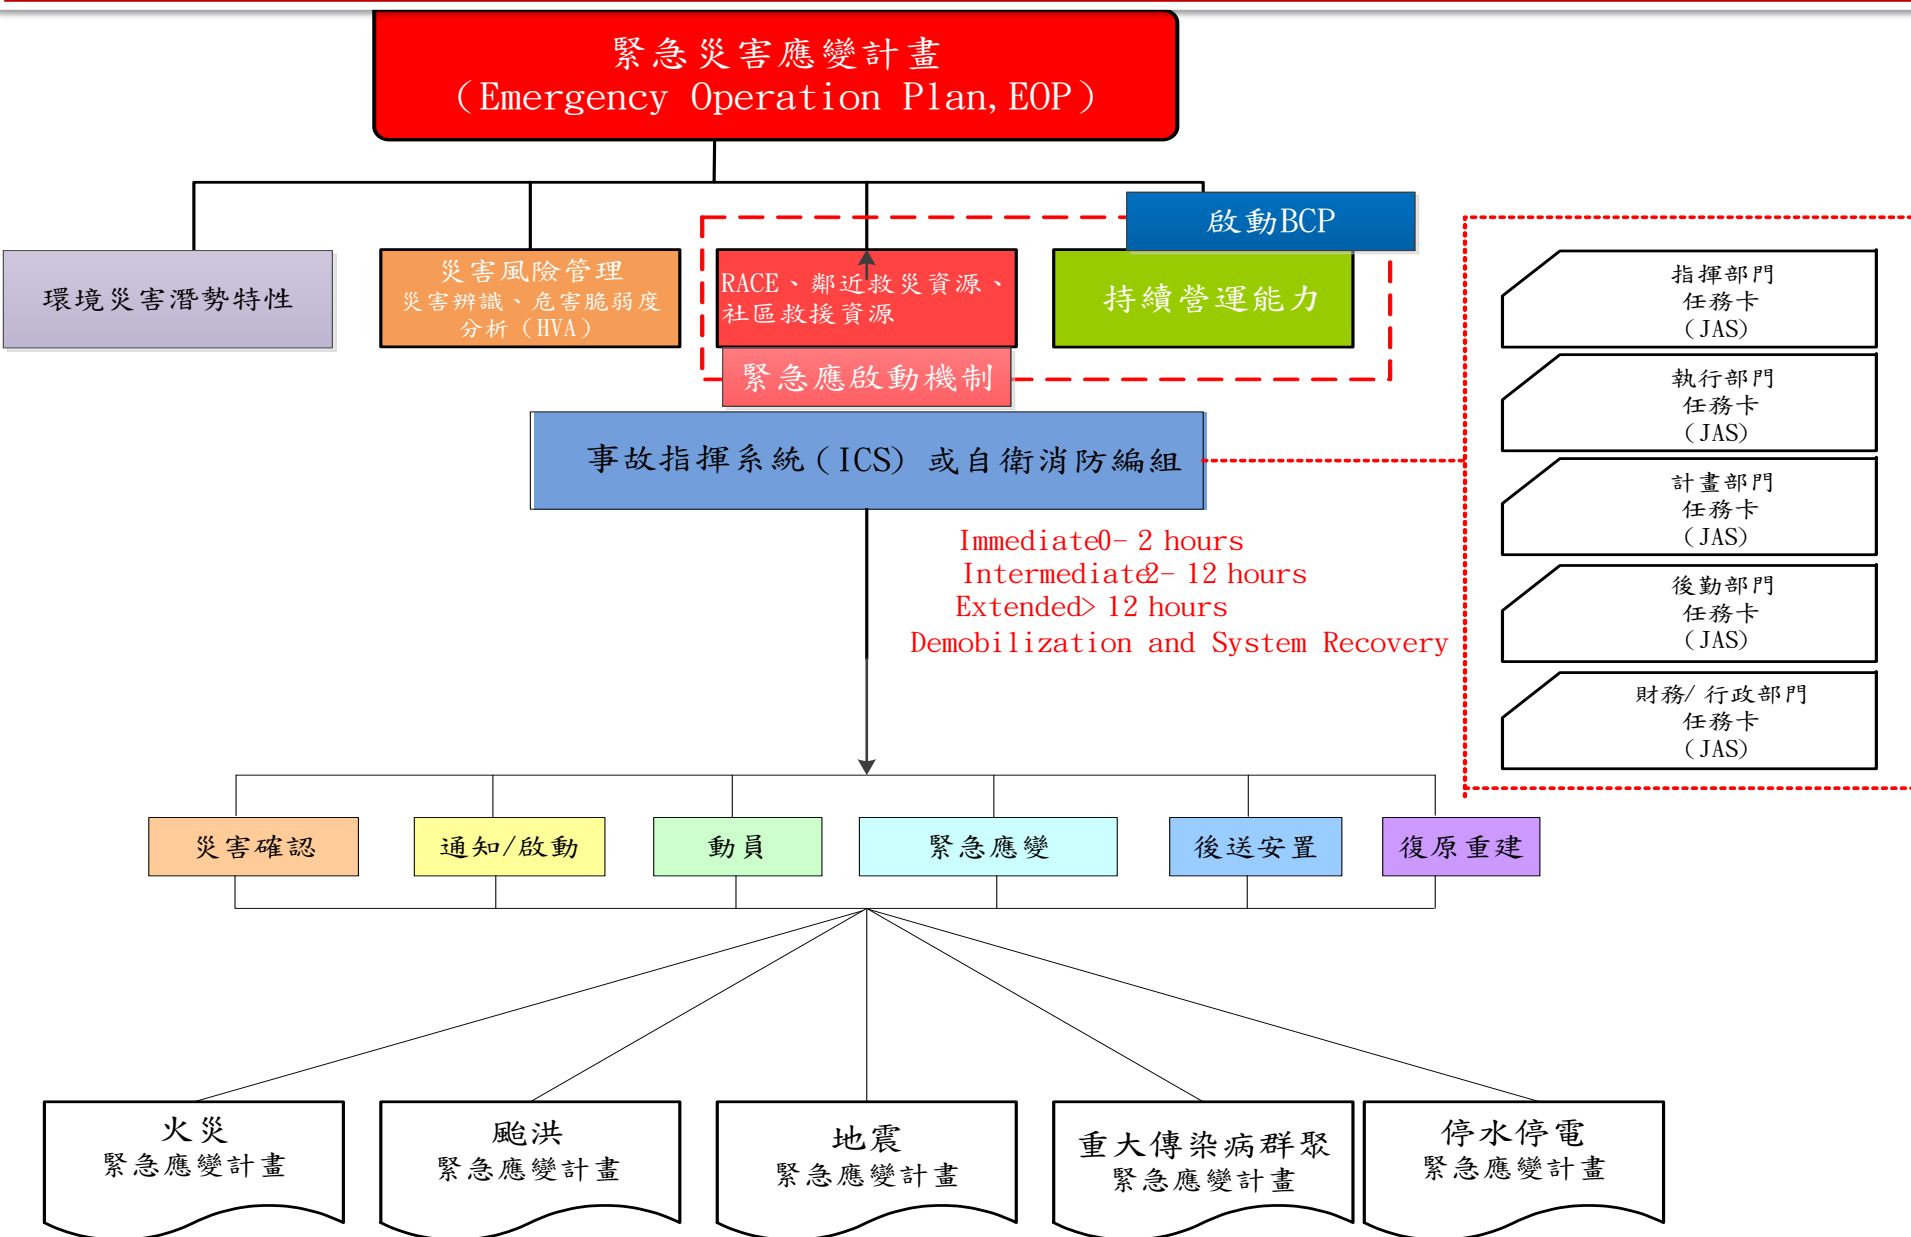 緊急災害應變計畫
（Emergency Operation Plan,EOP）
啟動BCP
環境災害潛勢特性
災害風險管理
災害辨識、危害脆弱度
分析（HVA）
RACE、鄰近救災資源、
社區救援資源
持續營運能力
緊急應啟動機制
事故指揮系統（ICS）或自衛消防編組
Immediate0- 2 hours
Intermediate2- 12 hours
Extended> 12 hours
Demobilization and System Recovery
指揮部門
任務卡
（JAS）
執行部門
任務卡
（JAS）
計畫部門
任務卡
（JAS）
後勤部門
任務卡
（JAS）
財務/ 行政部門
任務卡
（JAS）
災害確認
通知/啟動
動員
緊急應變
後送安置
復原重建
火災
緊急應變計畫
颱洪
緊急應變計畫
地震
緊急應變計畫
重大傳染病群聚
緊急應變計畫
停水停電
緊急應變計畫